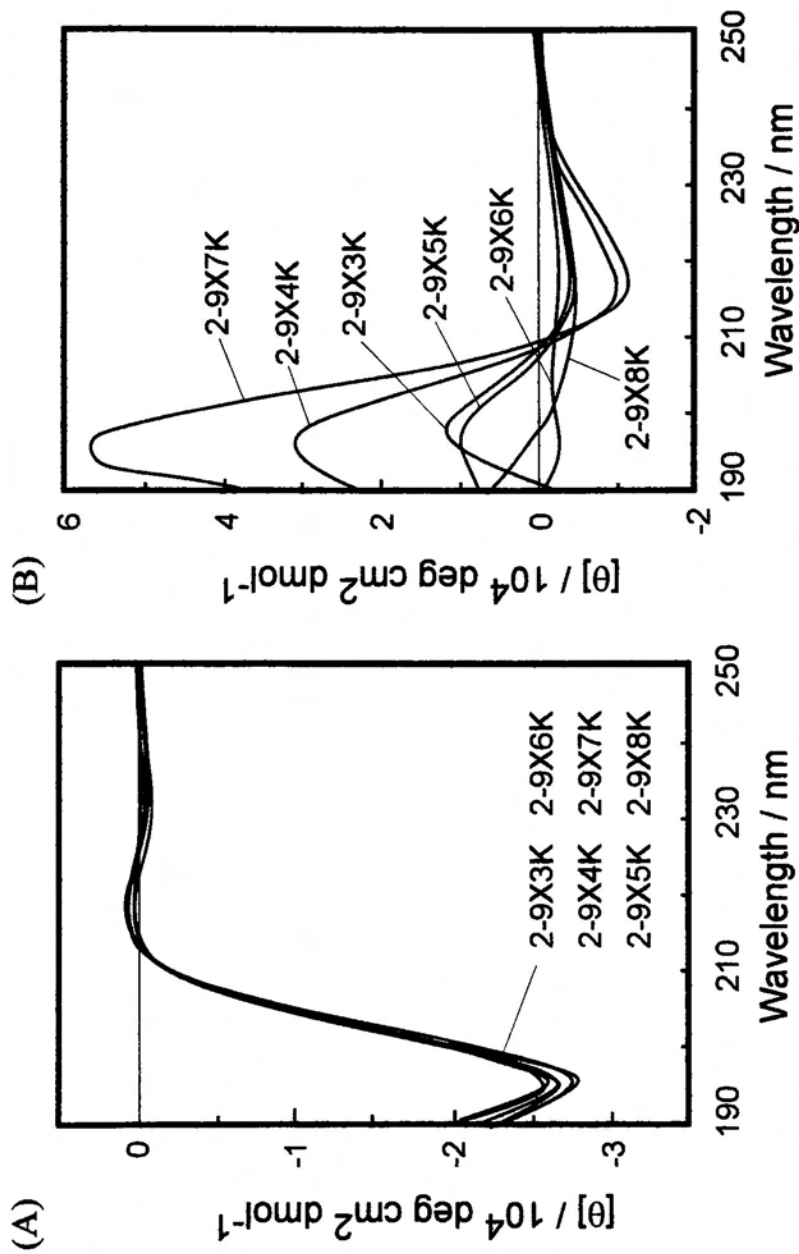 (A)
[θ] / 10⁴ deg cm² dmol⁻¹
0
-1
-2
-3
2-9X3K 2-9X6K
2-9X4K 2-9X7K
2-9X5K 2-9X8K
190 210 230 250
Wavelength / nm
(B)
[θ] / 10⁴ deg cm² dmol⁻¹
6
4
2
0
-2
2-9X7K
2-9X4K
2-9X3K
2-9X5K
2-9X6K
2-9X8K
190 210 230 250
Wavelength / nm